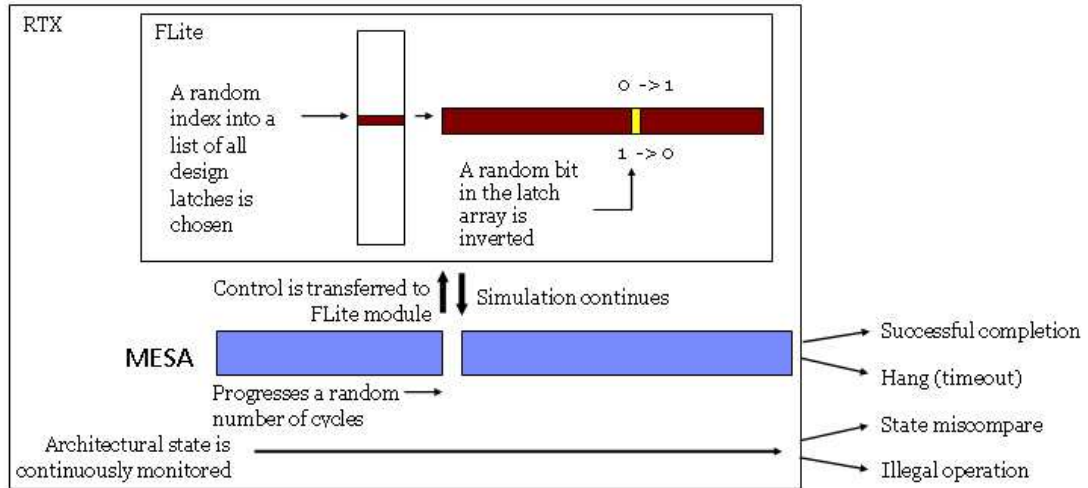 RTX
FLite
A random
index into a
list of all
design
latches is
chosen
0 -> 1
1 -> 0
A random bit
in the latch
array is
inverted
Control is transferred to
FLite module
Simulation continues
MESA
Progresses a random
number of cycles
Architectural state is
continuously monitored
Successful completion
Hang (timeout)
State miscompare
Illegal operation